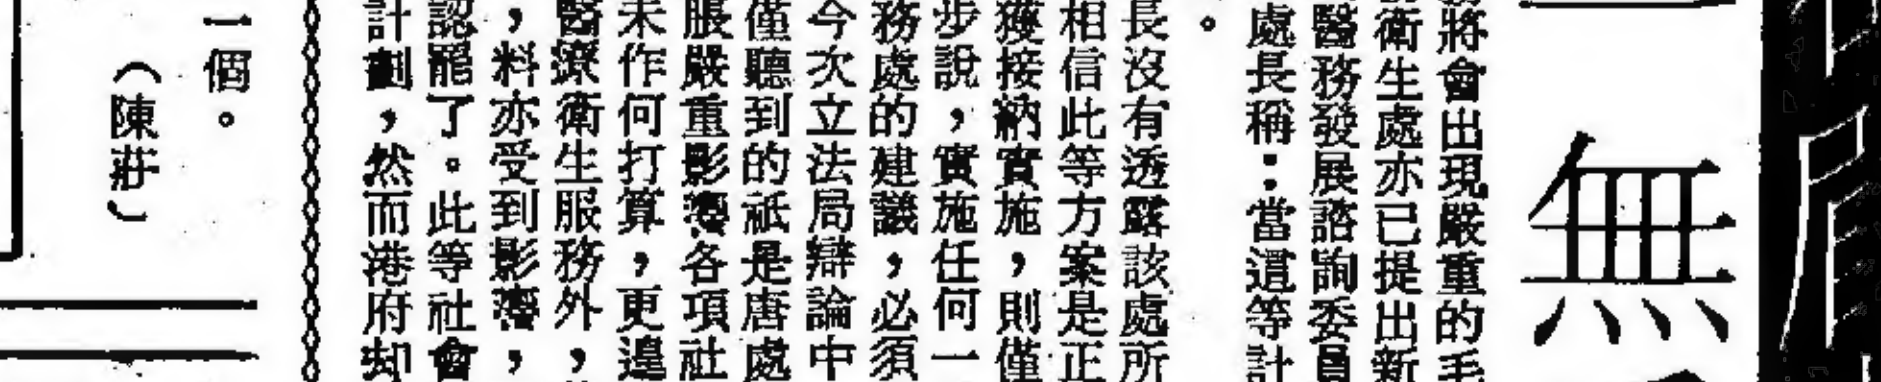 無
將會出現嚴重的毛
衛生處亦已提出新
醫務發展諮詢委員
處長稱：當這等計
。
長沒有透露該處所
相信此等方案是正
獲接納實施，則僅
步說，實施任何一
務處的建議，必須
今次立法局辯論中
僅聽到的祇是唐處
脹嚴重影響各項社
未作何打算，更遑
醫療衛生服務外，
，料亦受到影響，
認罷了。此等社會
計劃，然而港府却
一個。
（陳莊）